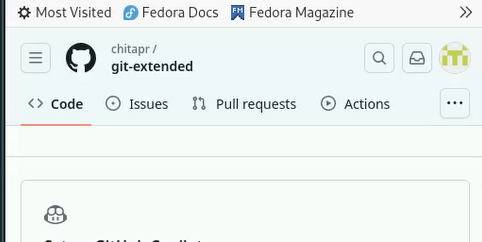 Most Visited Fedora Docs Fedora Magazine
chitapr /
git-extended
Code Issues Pull requests Actions